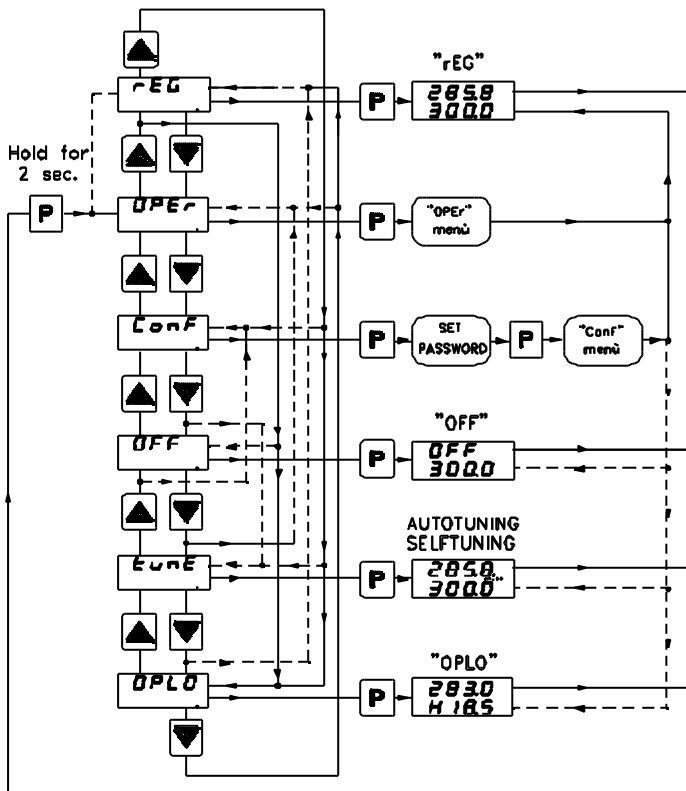 "rEG"
rEG
P
285.8
300.0
Hold for
2 sec.
P
OPEr
P
"OPEr"
menù
ConF
P
SET
PASSWORD
P
"ConF"
menù
"OFF"
OFF
P
OFF
300.0
AUTOTUNING
SELFTUNING
tunE
P
285.8
300.0
"OPLO"
OPLO
P
283.0
H 18.5